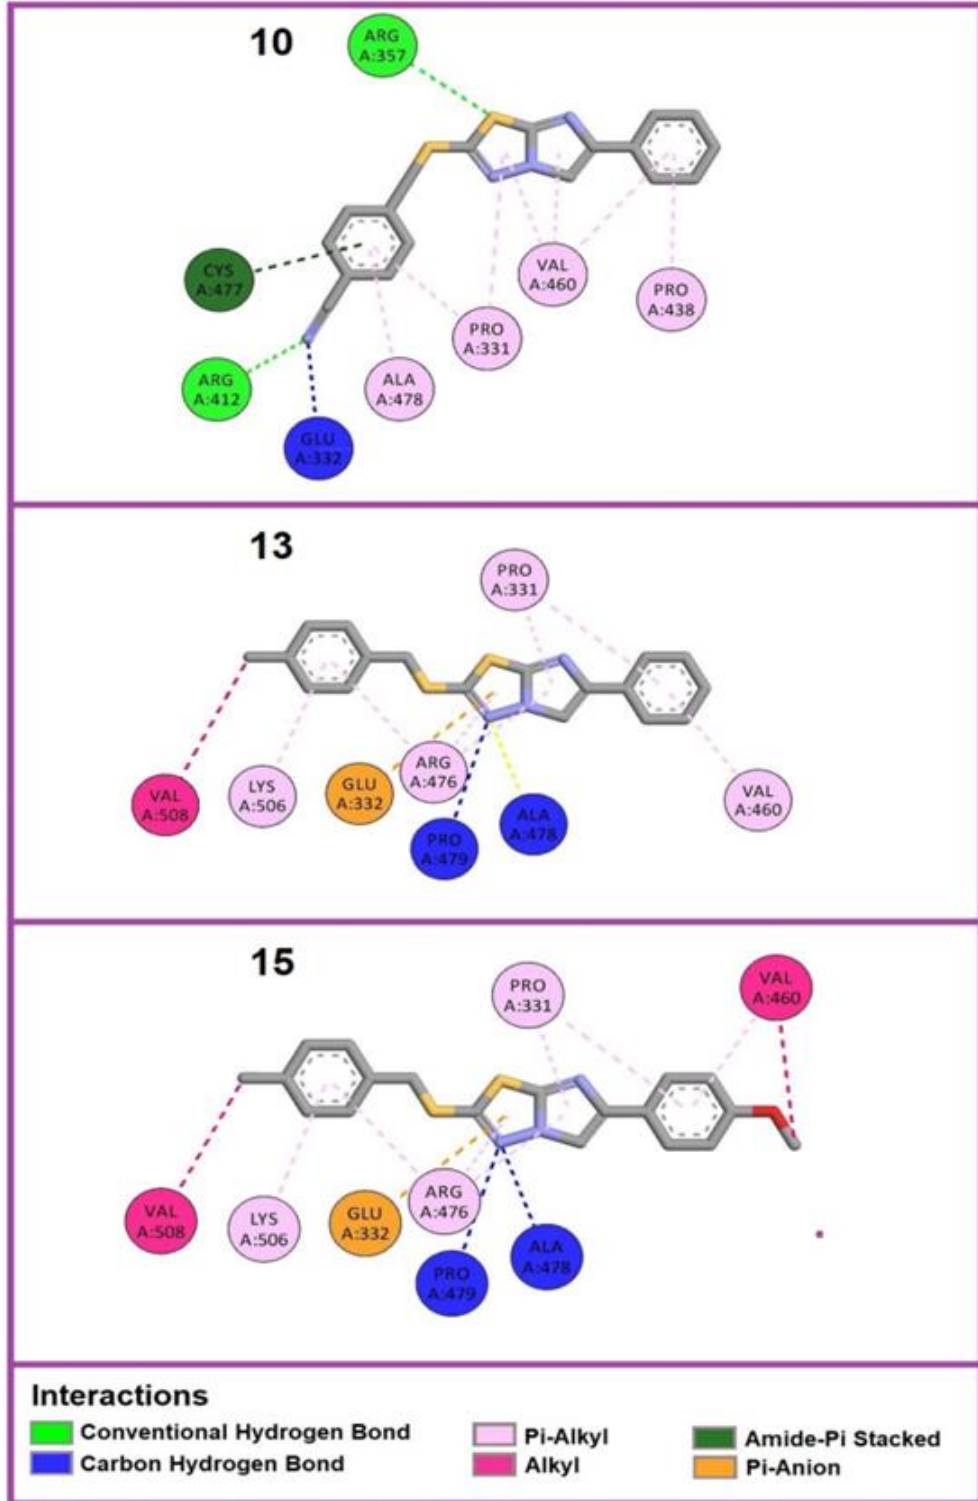 10
ARG
A:357
CYS
A:477
VAL
A:460
PRO
A:438
PRO
A:331
ARG
A:412
ALA
A:478
GLU
A:332
13
PRO
A:331
VAL
A:508
LYS
A:506
GLU
A:332
ARG
A:476
PRO
A:479
ALA
A:478
VAL
A:460
15
PRO
A:331
VAL
A:460
VAL
A:508
LYS
A:506
GLU
A:332
ARG
A:476
PRO
A:479
ALA
A:478
Interactions
Conventional Hydrogen Bond
Carbon Hydrogen Bond
Pi-Alkyl
Alkyl
Amide-Pi Stacked
Pi-Anion